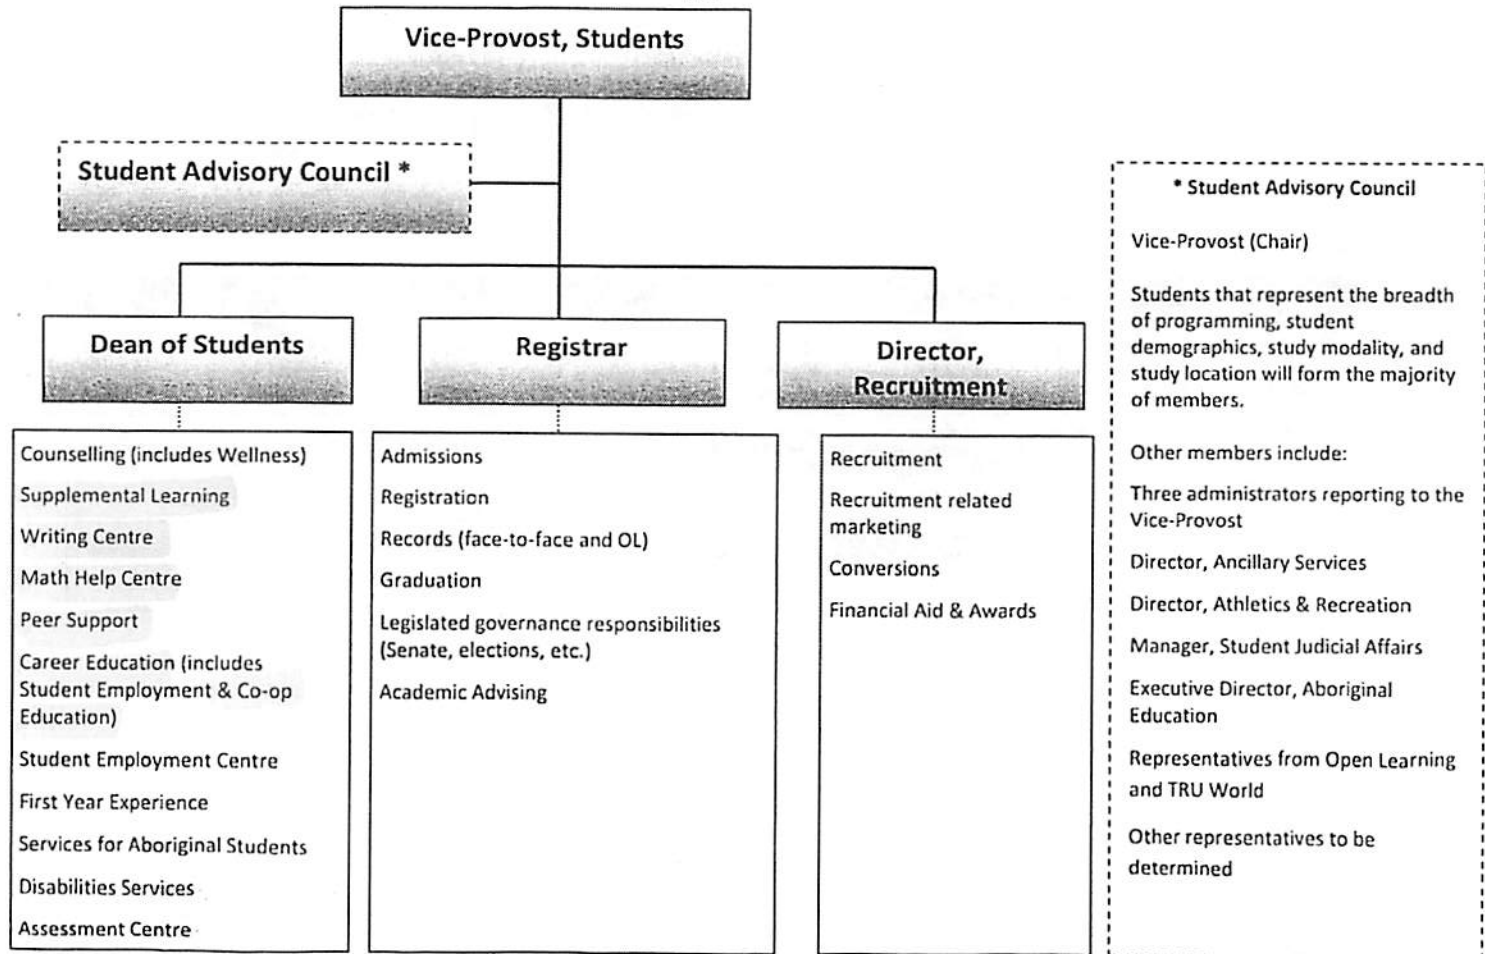 Vice-Provost, Students
Student Advisory Council *
Dean of Students
Counselling (includes Wellness)
Supplemental Learning
Writing Centre
Math Help Centre
Peer Support
Career Education (includes
Student Employment & Co-op
Education)
Student Employment Centre
First Year Experience
Services for Aboriginal Students
Disabilities Services
Assessment Centre
Registrar
Admissions
Registration
Records (face-to-face and OL)
Graduation
Legislated governance responsibilities
(Senate, elections, etc.)
Academic Advising
Director,
Recruitment
Recruitment
Recruitment related
marketing
Conversions
Financial Aid & Awards
* Student Advisory Council
Vice-Provost (Chair)
Students that represent the breadth
of programming, student
demographics, study modality, and
study location will form the majority
of members.
Other members include:
Three administrators reporting to the
Vice-Provost
Director, Ancillary Services
Director, Athletics & Recreation
Manager, Student Judicial Affairs
Executive Director, Aboriginal
Education
Representatives from Open Learning
and TRU World
Other representatives to be
determined